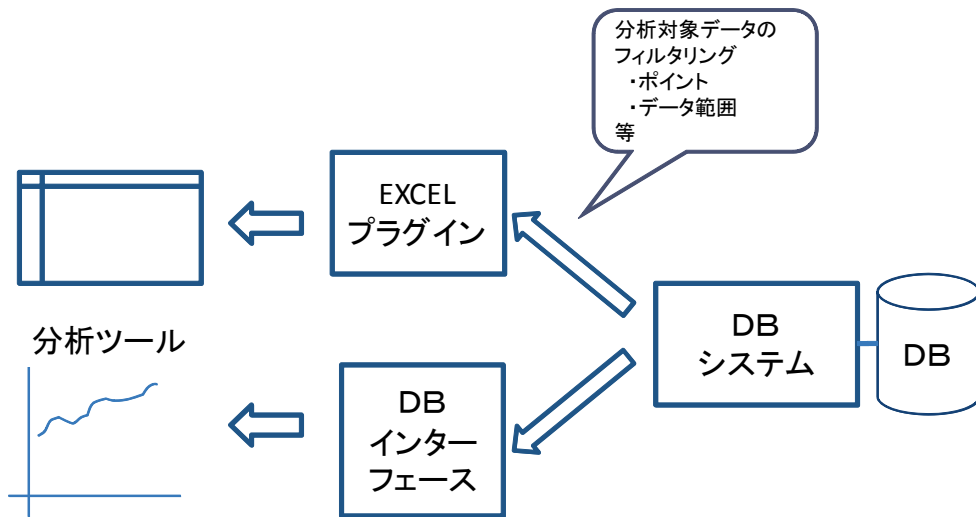 分析対象データの
フィルタリング
・ポイント
・データ範囲
等
EXCEL
プラグイン
分析ツール
ＤＢ
システム
ＤＢ
ＤＢ
インター
フェース